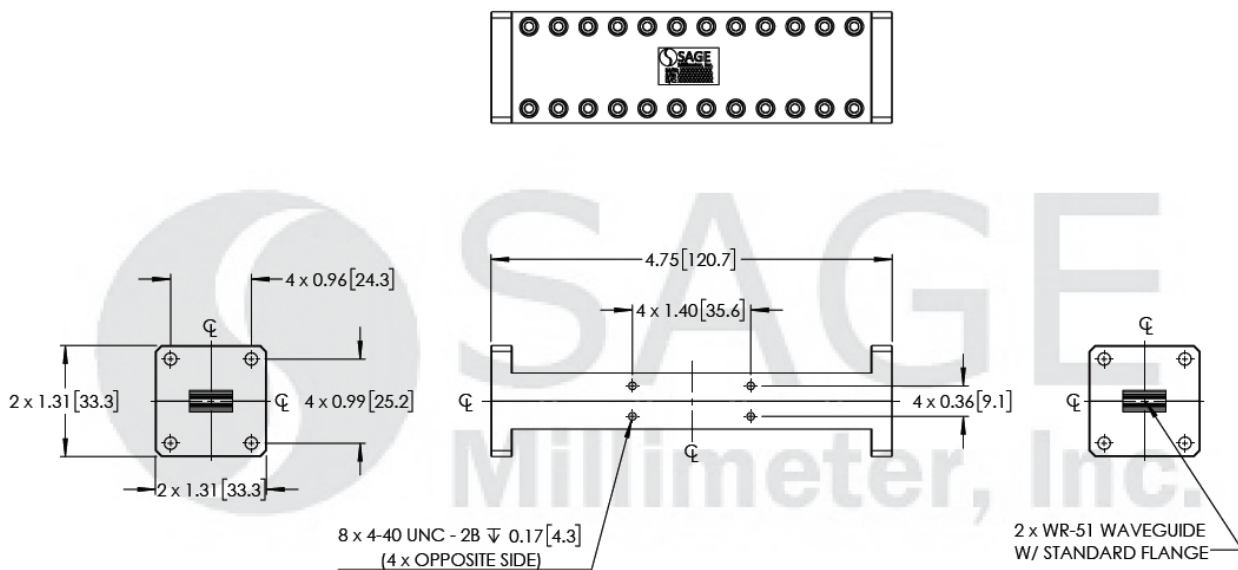 SAGE
SAGE
Millimeter, Inc.
4.75[120.7]
4 x 0.96[24.3]
4 x 1.40[35.6]
℄
℄
2 x 1.31[33.3]
℄
4 x 0.99[25.2]
℄
4 x 0.36[9.1]
℄
℄
2 x 1.31[33.3]
8 x 4-40 UNC - 2B ↧ 0.17[4.3]
(4 x OPPOSITE SIDE)
2 x WR-51 WAVEGUIDE
W/ STANDARD FLANGE